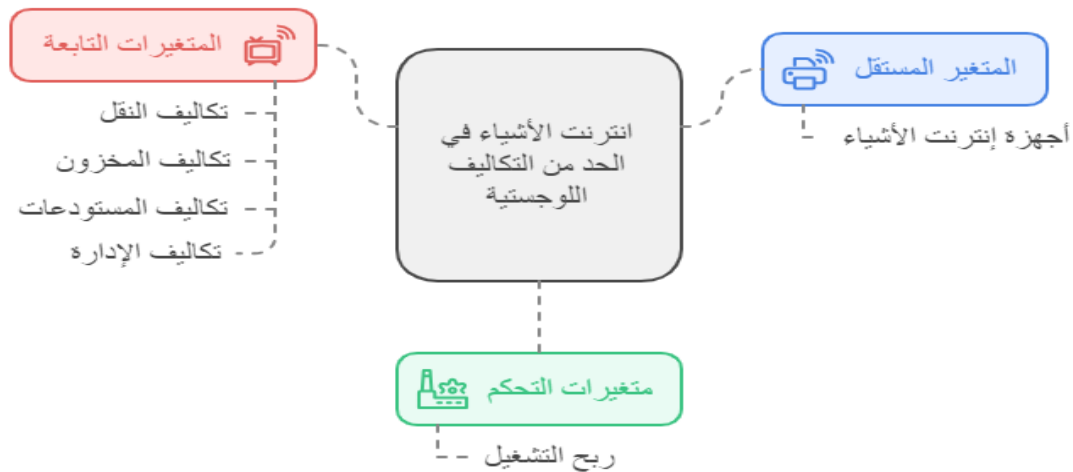 المتغير المستقل
أجهزة إنترنت الأشياء
انترنت الأشياء في
الحد من التكاليف
اللوجستية
المتغيرات التابعة
تكاليف النقل
تكاليف المخزون
تكاليف المستودعات
تكاليف الإدارة
متغيرات التحكم
ربح التشغيل